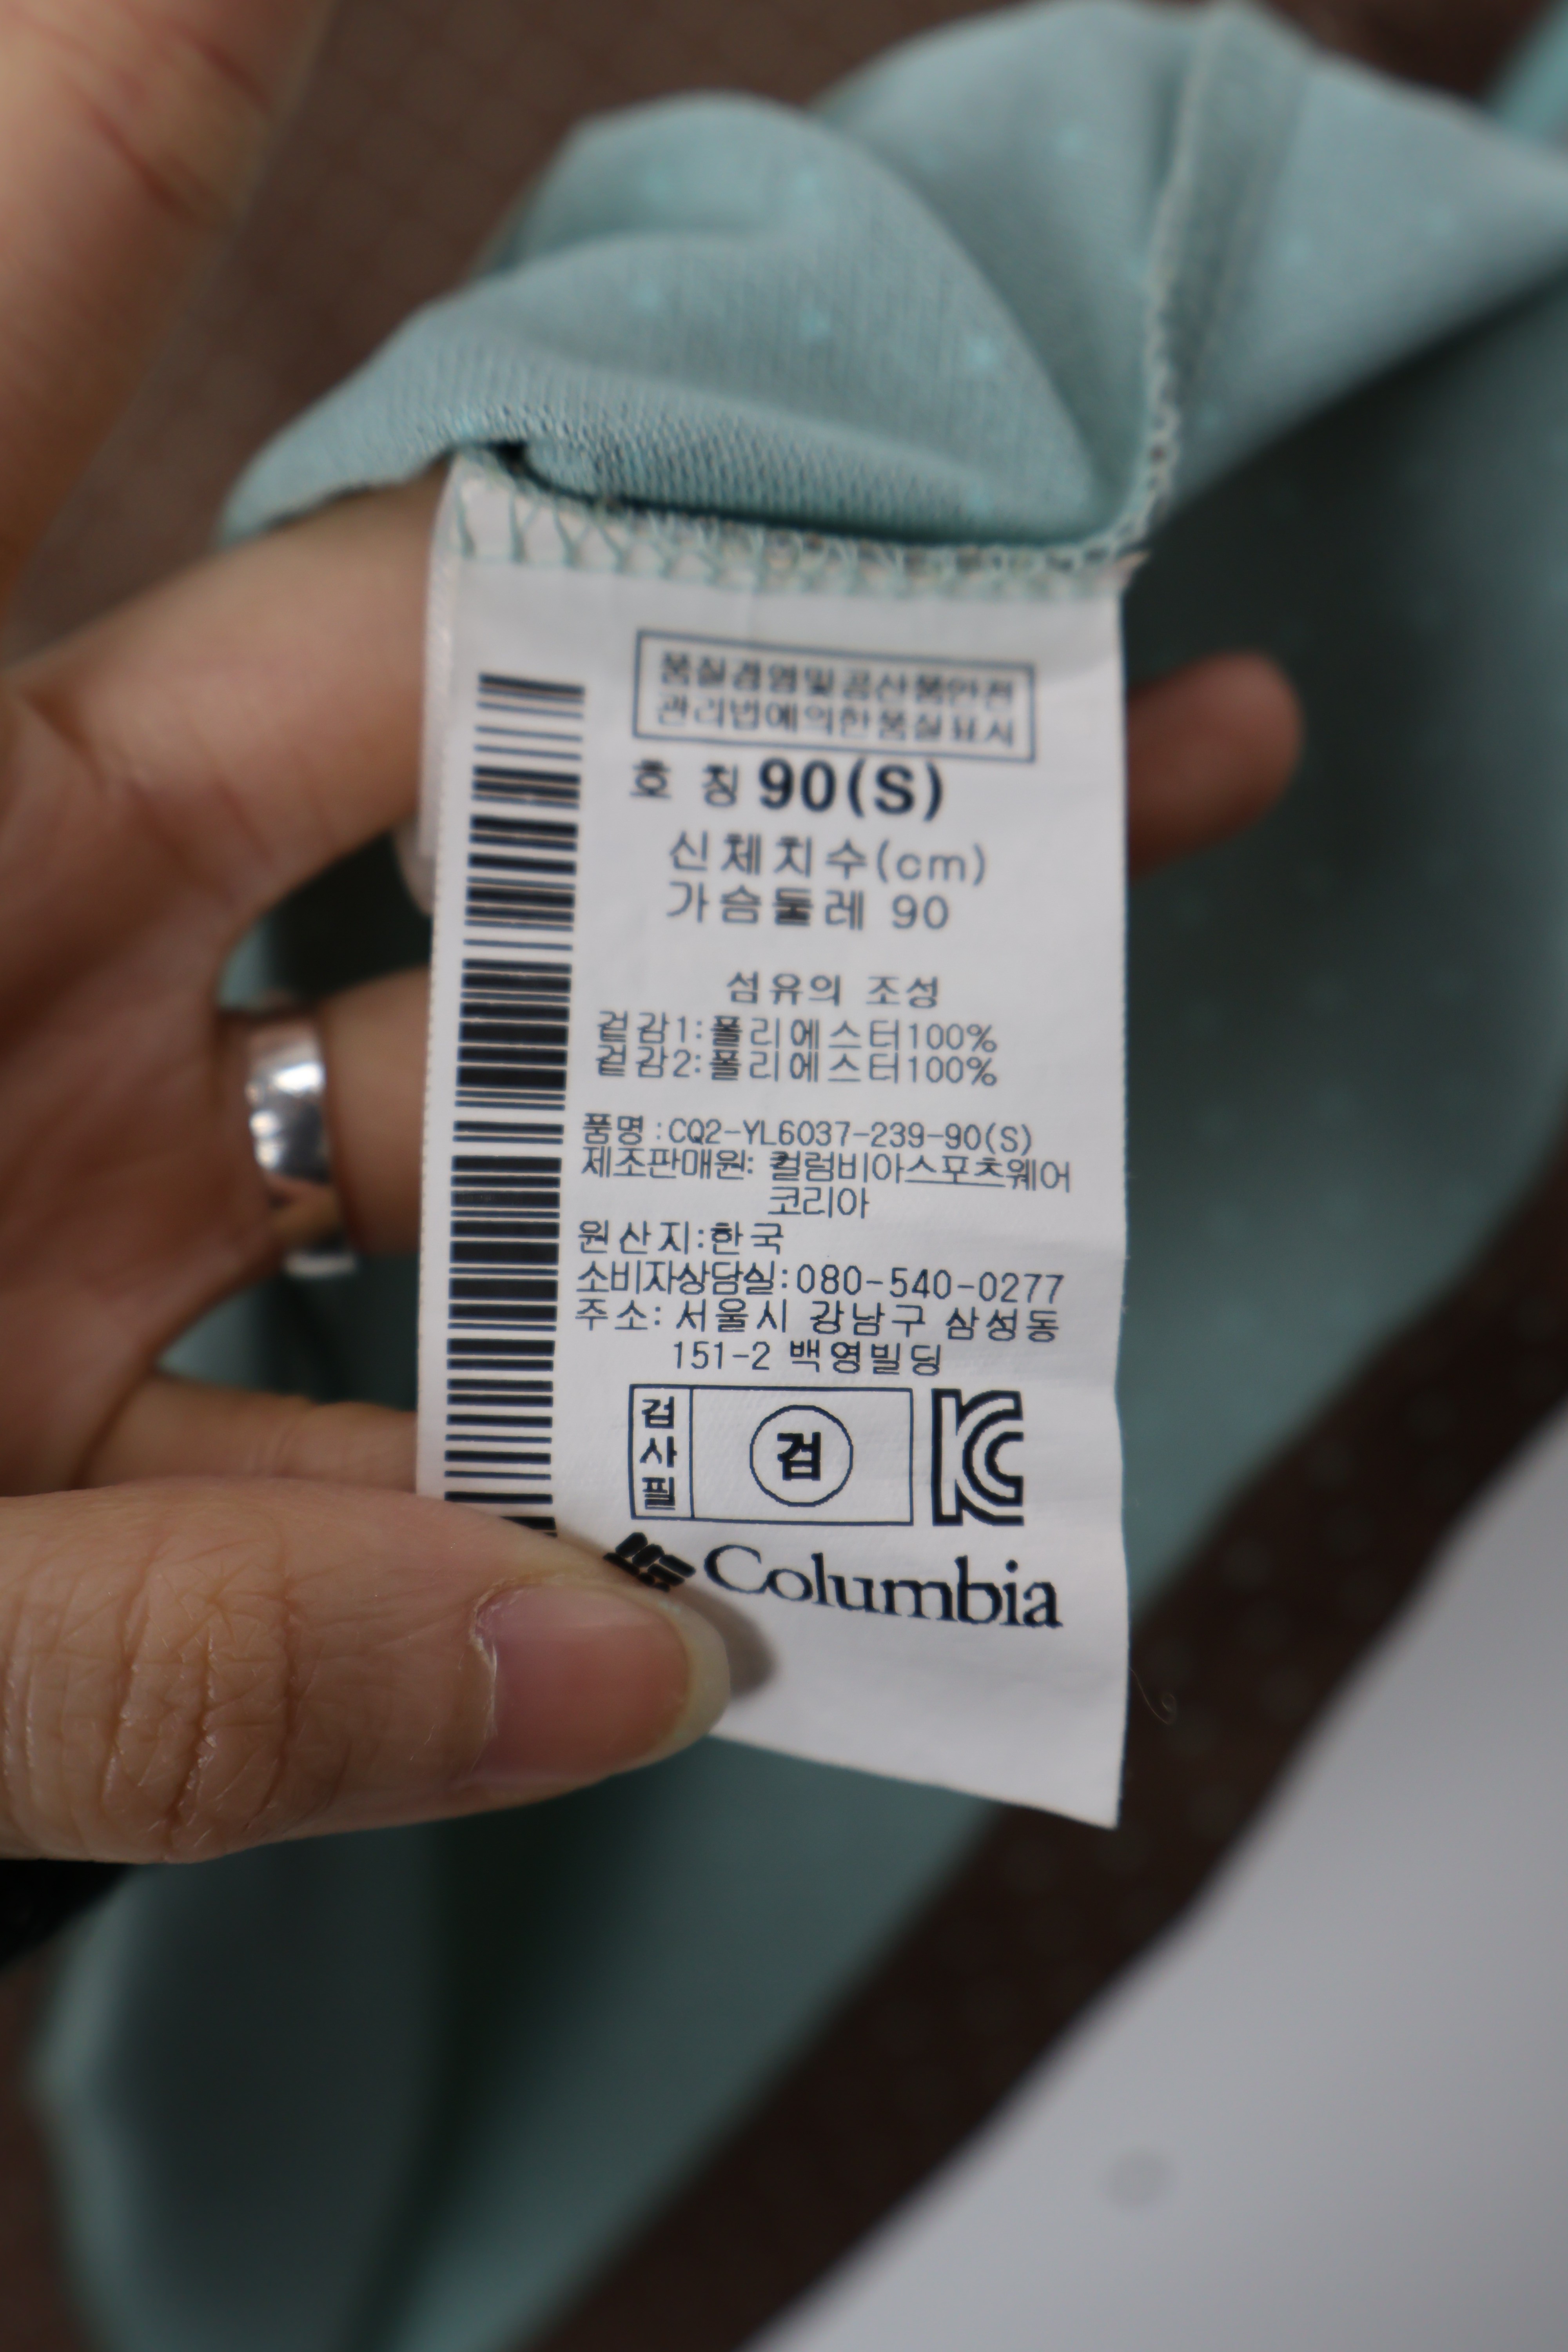 품질경영및공산품안전
관리법에의한품질표시
호 칭 90(S)
신체치수(cm)
가슴둘레 90
섬유의 조성
겉감1:폴리에스터100%
겉감2:폴리에스터100%
품명:CQ2-YL6037-239-90(S)
제조판매원: 컬럼비아스포츠웨어
코리아
원산지:한국
소비자상담실:080-540-0277
주소: 서울시 강남구 삼성동
151-2 백영빌딩
검사필
검
KC
Columbia